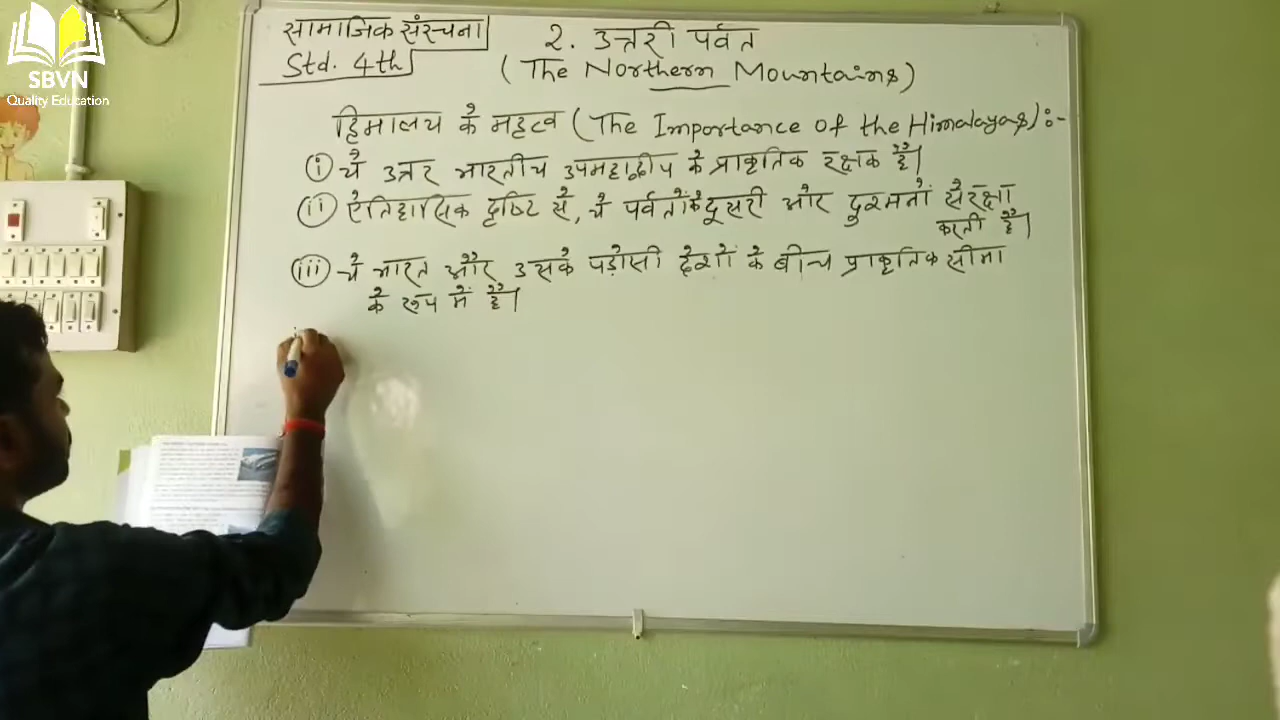 SBVN
Quality Education
सामाजिक संरचना
Std. 4th
2. उत्तरी पर्वत
(The Northern Mountains)
हिमालय के महत्व (The Importance of the Himalayas):-
(i) ये उत्तर भारतीय उपमहाद्वीप के प्राकृतिक रक्षक हैं।
(ii) ऐतिहासिक दृष्टि से, ये पर्वतों के दूसरी और दुश्मनों से रक्षा
करती हैं।
(iii) ये भारत और उसके पड़ोसी देशों के बीच प्राकृतिक सीमा
के रूप में हैं।